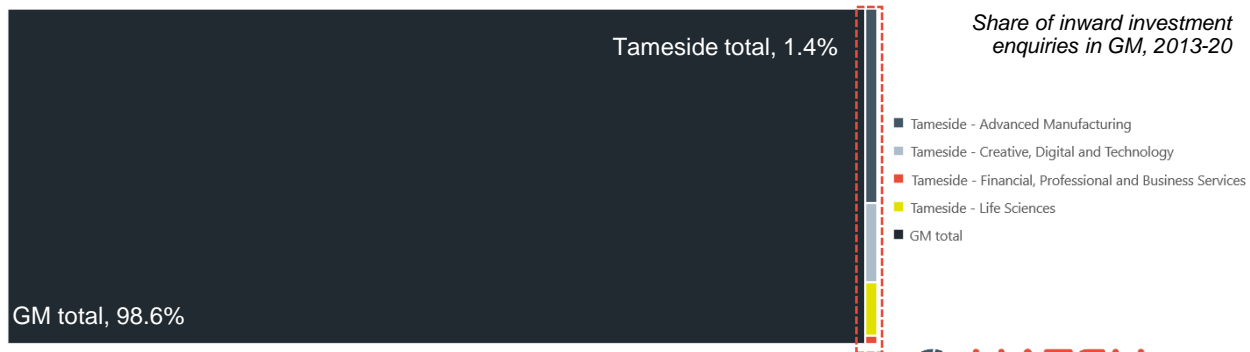 Share of inward investment
enquiries in GM, 2013-20
Tameside total, 1.4%
GM total, 98.6%
Tameside - Advanced Manufacturing
Tameside - Creative, Digital and Technology
Tameside - Financial, Professional and Business Services
Tameside - Life Sciences
GM total